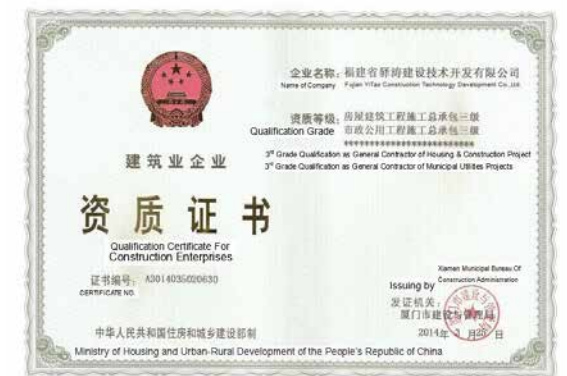 企业名称：福建省驿涛建设技术开发有限公司
Name of Company Fujian YiTao Construction Technology Development Co.,Ltd.
资质等级：房屋建筑工程施工总承包三级
Qualification Grade 市政公用工程施工总承包三级
********************
3rd Grade Qualification as General Contractor of Housing & Construction Project
3rd Grade Qualification as General Contractor of Municipal Utilities Projects
建筑业企业
资质证书
Qualification Certificate For
Construction Enterprises
证书编号：A3014035020630
CERTIFICATE NO.
Xiamen Municipal Bureau Of
Issuing by Construction Administration
发证机关：
厦门市建设与管理局
2014年 3 月25 日
中华人民共和国住房和城乡建设部制
Ministry of Housing and Urban-Rural Development of the People's Republic of China